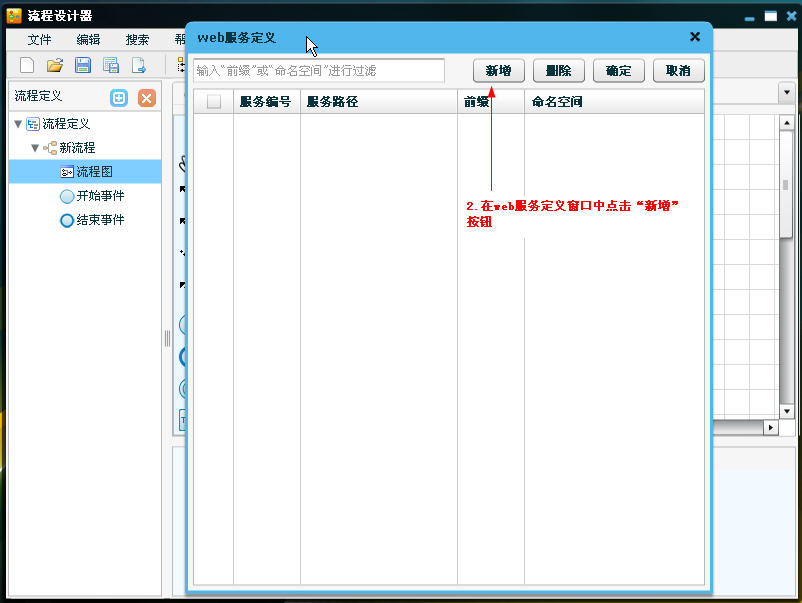 流程设计器
文件 编辑 搜索
web服务定义
输入"前缀"或"命名空间"进行过滤
新增 删除 确定 取消
流程定义
服务编号 服务路径 前缀 命名空间
流程定义
新流程
流程图
开始事件
结束事件
2.在web服务定义窗口中点击“新增”
按钮